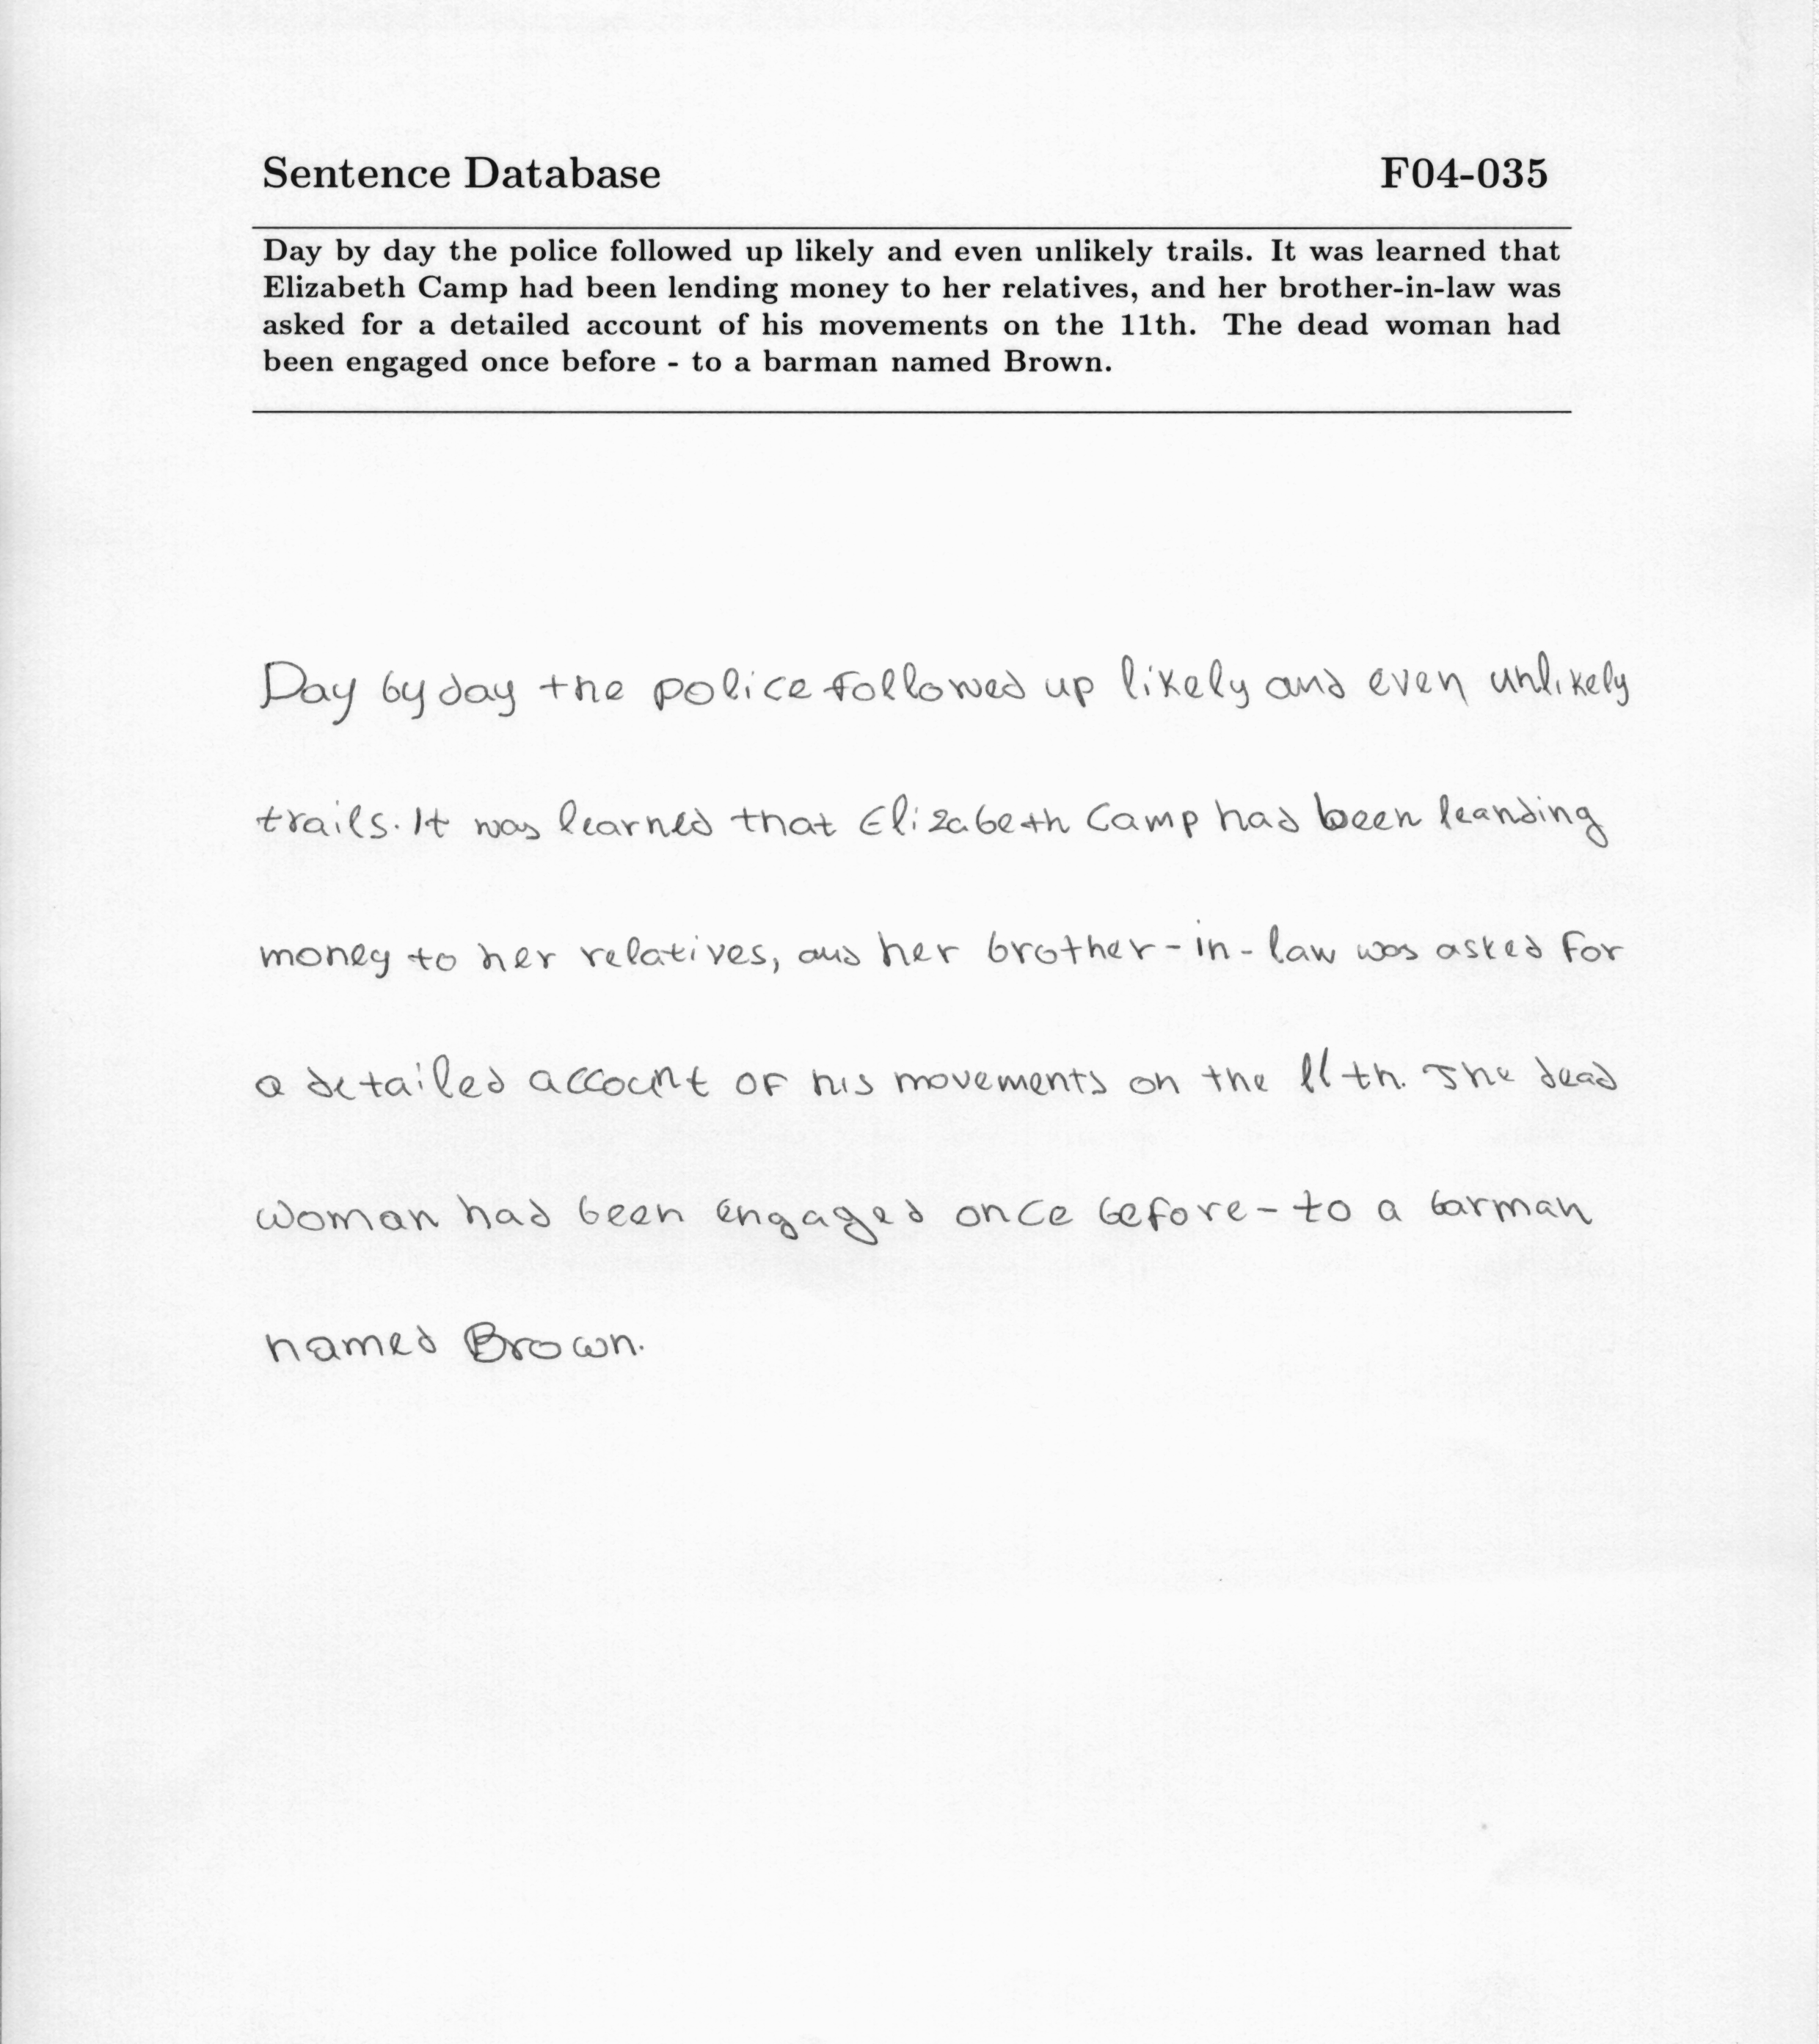 Sentence Database F04-035
Day by day the police followed up likely and even unlikely trails. It was learned that
Elizabeth Camp had been lending money to her relatives, and her brother-in-law was
asked for a detailed account of his movements on the 11th. The dead woman had
been engaged once before - to a barman named Brown.
Day by day the police followed up likely and even unlikely
trails. It was learned that Elizabeth Camp had been leanding
money to her relatives, and her brother-in-law was asked for
a detailed account of his movements on the 11th. The dead
woman had been engaged once before - to a barman
named Brown.